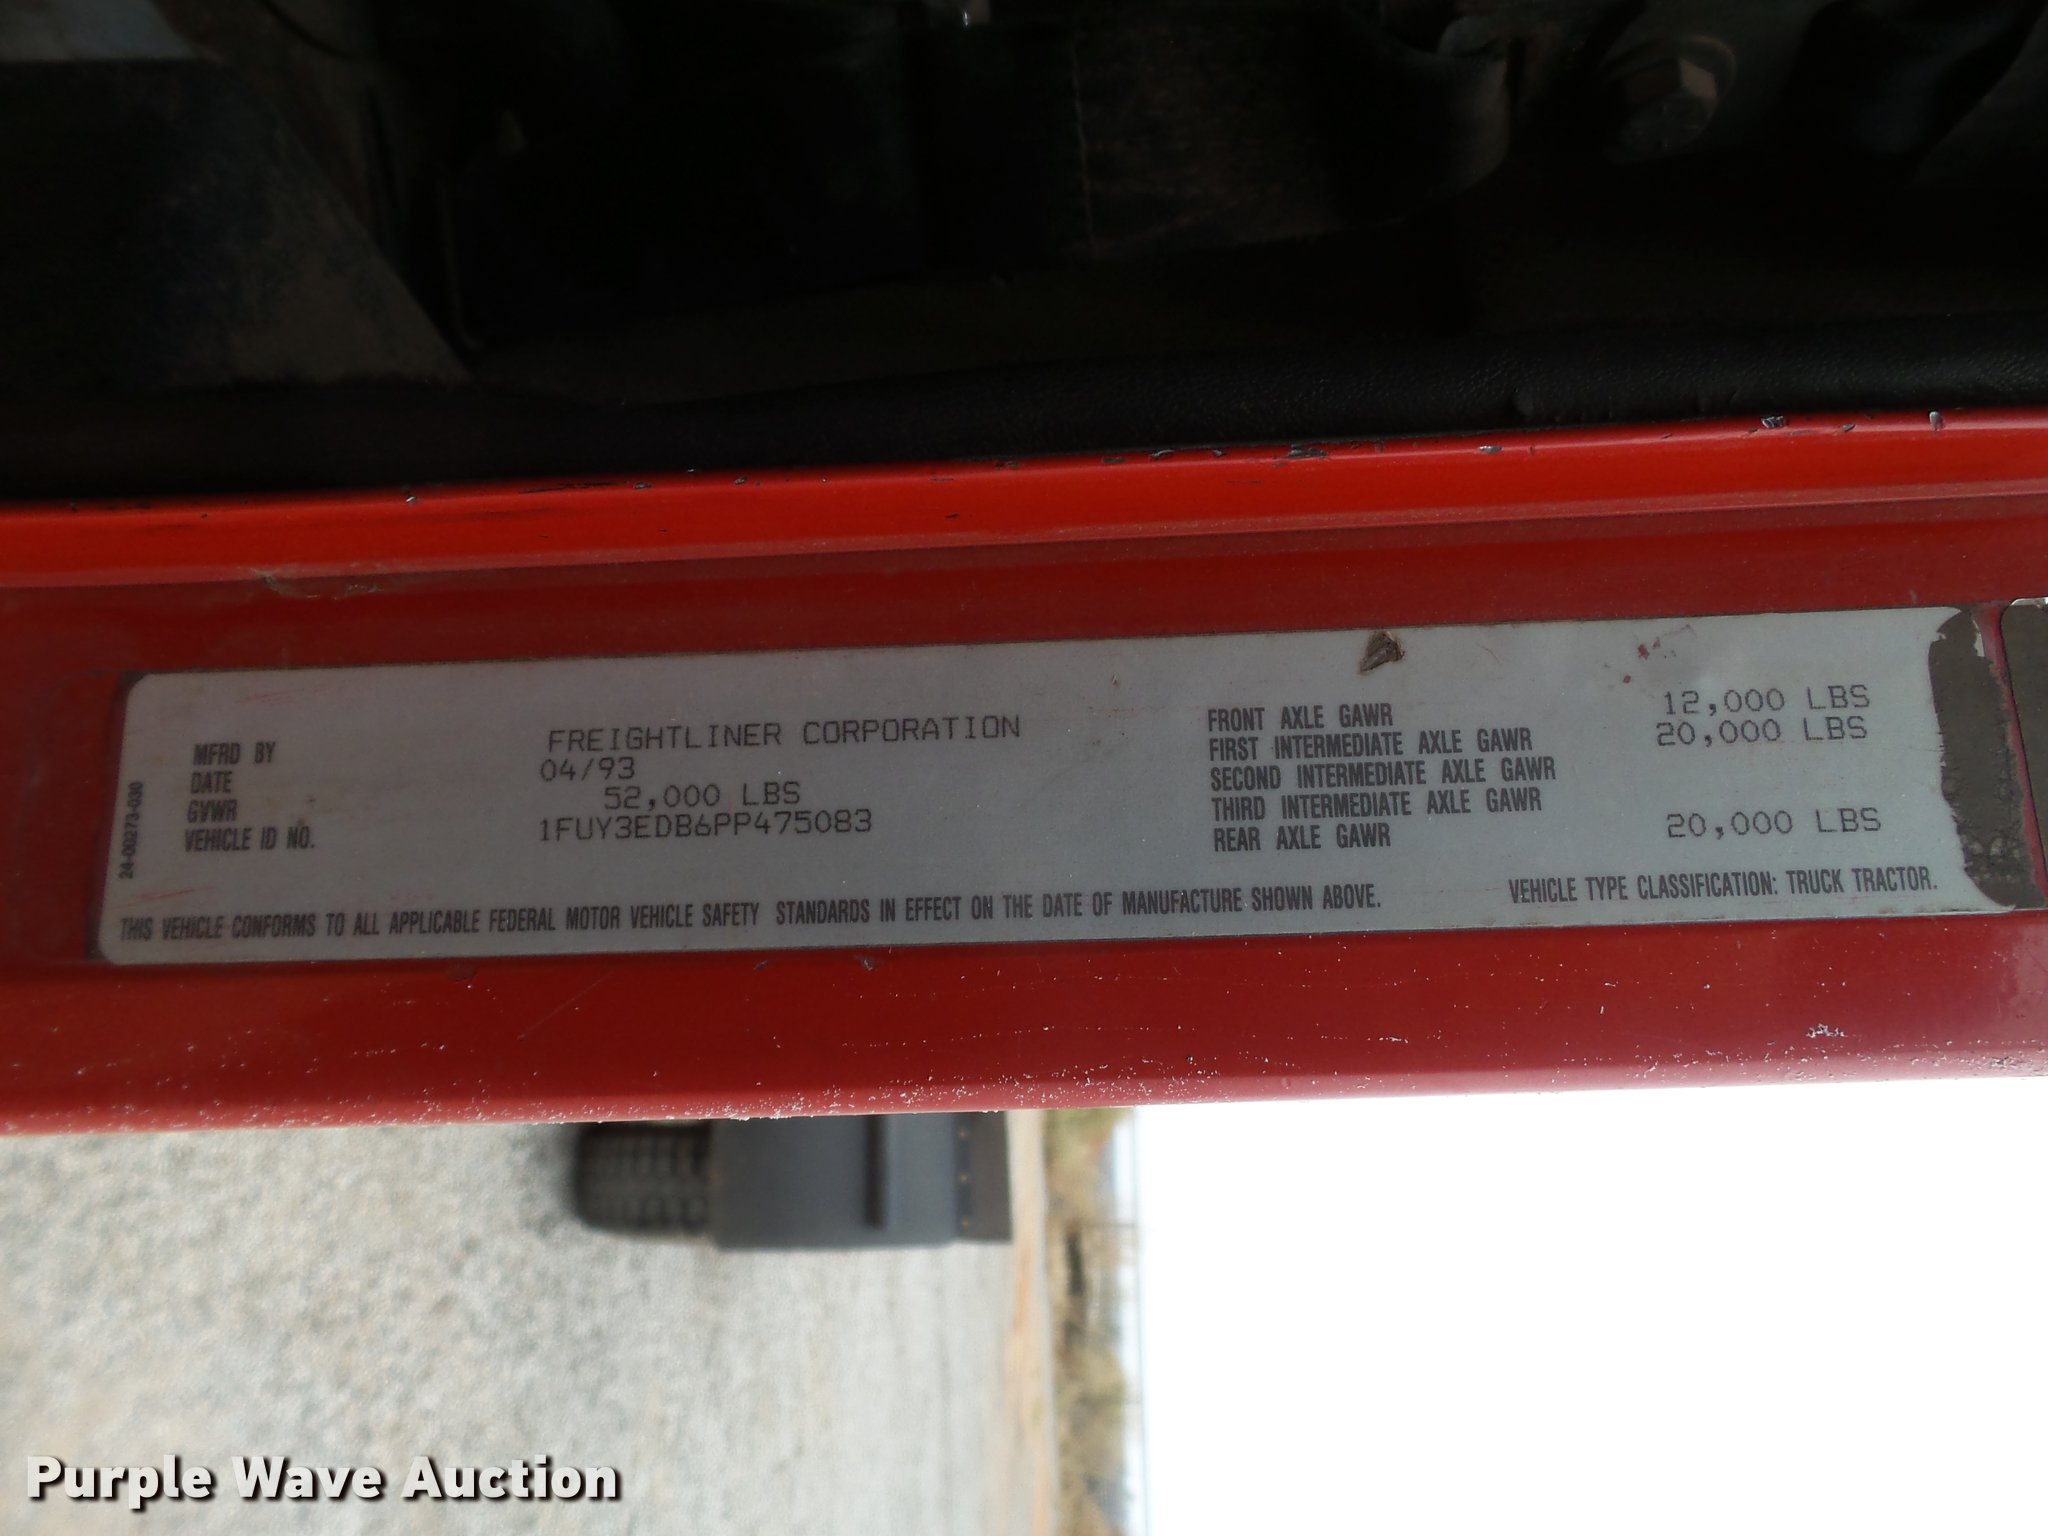 24-00273-030
MFRD BY FREIGHTLINER CORPORATION
DATE 04/93
GVWR 52,000 LBS
VEHICLE ID NO. 1FUY3EDB6PP475083
FRONT AXLE GAWR 12,000 LBS
FIRST INTERMEDIATE AXLE GAWR 20,000 LBS
SECOND INTERMEDIATE AXLE GAWR
THIRD INTERMEDIATE AXLE GAWR
REAR AXLE GAWR 20,000 LBS
THIS VEHICLE CONFORMS TO ALL APPLICABLE FEDERAL MOTOR VEHICLE SAFETY STANDARDS IN EFFECT ON THE DATE OF MANUFACTURE SHOWN ABOVE. VEHICLE TYPE CLASSIFICATION: TRUCK TRACTOR.
Purple Wave Auction